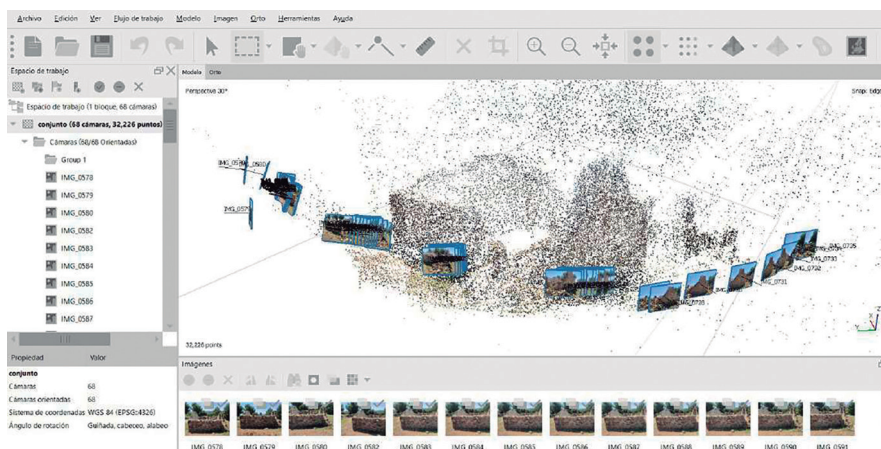 Archivo Edición Ver Flujo de trabajo Modelo Imagen Orto Herramientas Ayuda
Espacio de trabajo
Modelo Orto
Perspectiva 30°
Espacio de trabajo (1 bloque, 68 cámaras)
conjunto (68 cámaras, 32,226 puntos)
Cámaras (68/68 Orientadas)
Group 1
IMG_0578
IMG_0579
IMG_0580
IMG_0582
IMG_0583
IMG_0584
IMG_0585
IMG_0586
IMG_0587
32,226 points
Propiedad Valor
conjunto
Cámaras 68
Cámaras orientadas 68
Sistema de coordenadas WGS 84 (EPSG:4326)
Ángulo de rotación Guiñada, cabeceo, alabeo
Imágenes
IMG_0578 IMG_0579 IMG_0580 IMG_0582 IMG_0583 IMG_0584 IMG_0585 IMG_0586 IMG_0587 IMG_0588 IMG_0589 IMG_0590 IMG_0591